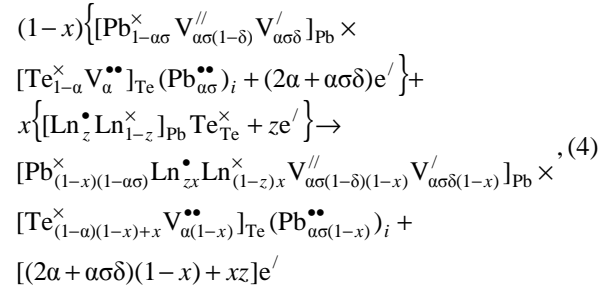 (1−x){[Pb^×_{1−ασ} V^{//}_{ασ(1−δ)} V^{/}_{ασδ}]_{Pb} ×
[Te^×_{1−α} V^{••}_{α}]_{Te} (Pb^{••}_{ασ})_i + (2α + ασδ)e^/}+
x{[Ln^•_z Ln^×_{1−z}]_{Pb} Te^×_{Te} + ze^/}→
[Pb^×_{(1−x)(1−ασ)} Ln^•_{zx} Ln^×_{(1−z)x} V^{//}_{ασ(1−δ)(1−x)} V^{/}_{ασδ(1−x)}]_{Pb} × , (4)
[Te^×_{(1−α)(1−x)+x} V^{••}_{α(1−x)}]_{Te} (Pb^{••}_{ασ(1−x)})_i +
[(2α + ασδ)(1−x) + xz]e^/